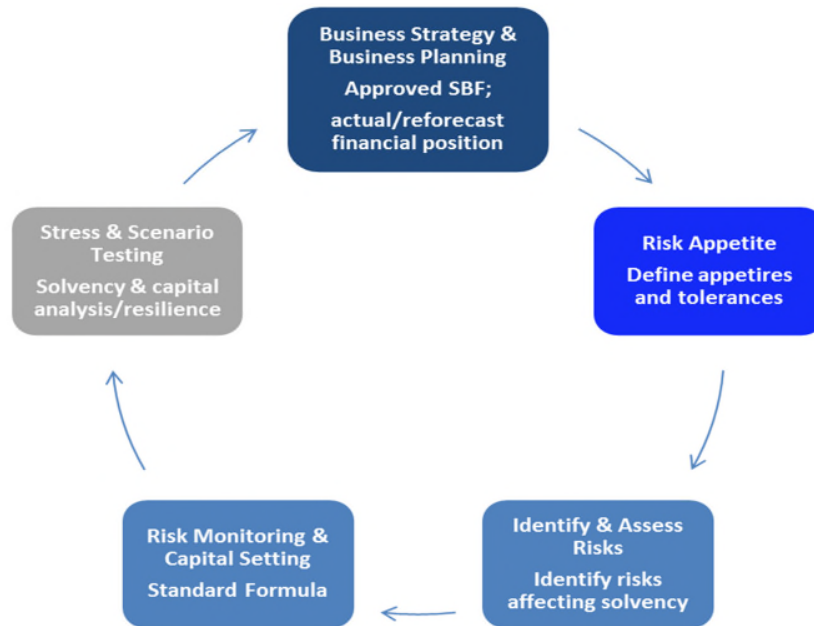 Business Strategy &
Business Planning
Approved SBF;
actual/reforecast
financial position
Risk Appetite
Define appetires
and tolerances
Identify & Assess
Risks
Identify risks
affecting solvency
Risk Monitoring &
Capital Setting
Standard Formula
Stress & Scenario
Testing
Solvency & capital
analysis/resilience